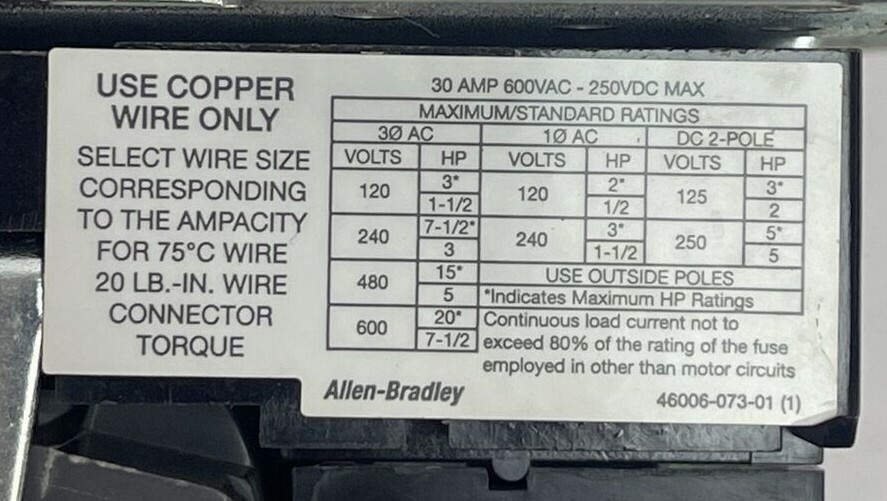 USE COPPER
WIRE ONLY
SELECT WIRE SIZE
CORRESPONDING
TO THE AMPACITY
FOR 75°C WIRE
20 LB.-IN. WIRE
CONNECTOR
TORQUE
30 AMP 600VAC - 250VDC MAX
MAXIMUM/STANDARD RATINGS
3Ø AC 1Ø AC DC 2-POLE
VOLTS HP VOLTS HP VOLTS HP
120 3* 120 2* 125 3*
1-1/2 1/2 2
240 7-1/2* 240 3* 250 5*
3 1-1/2 5
480 15* USE OUTSIDE POLES
5 *Indicates Maximum HP Ratings
600 20* Continuous load current not to
7-1/2 exceed 80% of the rating of the fuse
employed in other than motor circuits
Allen-Bradley 46006-073-01 (1)